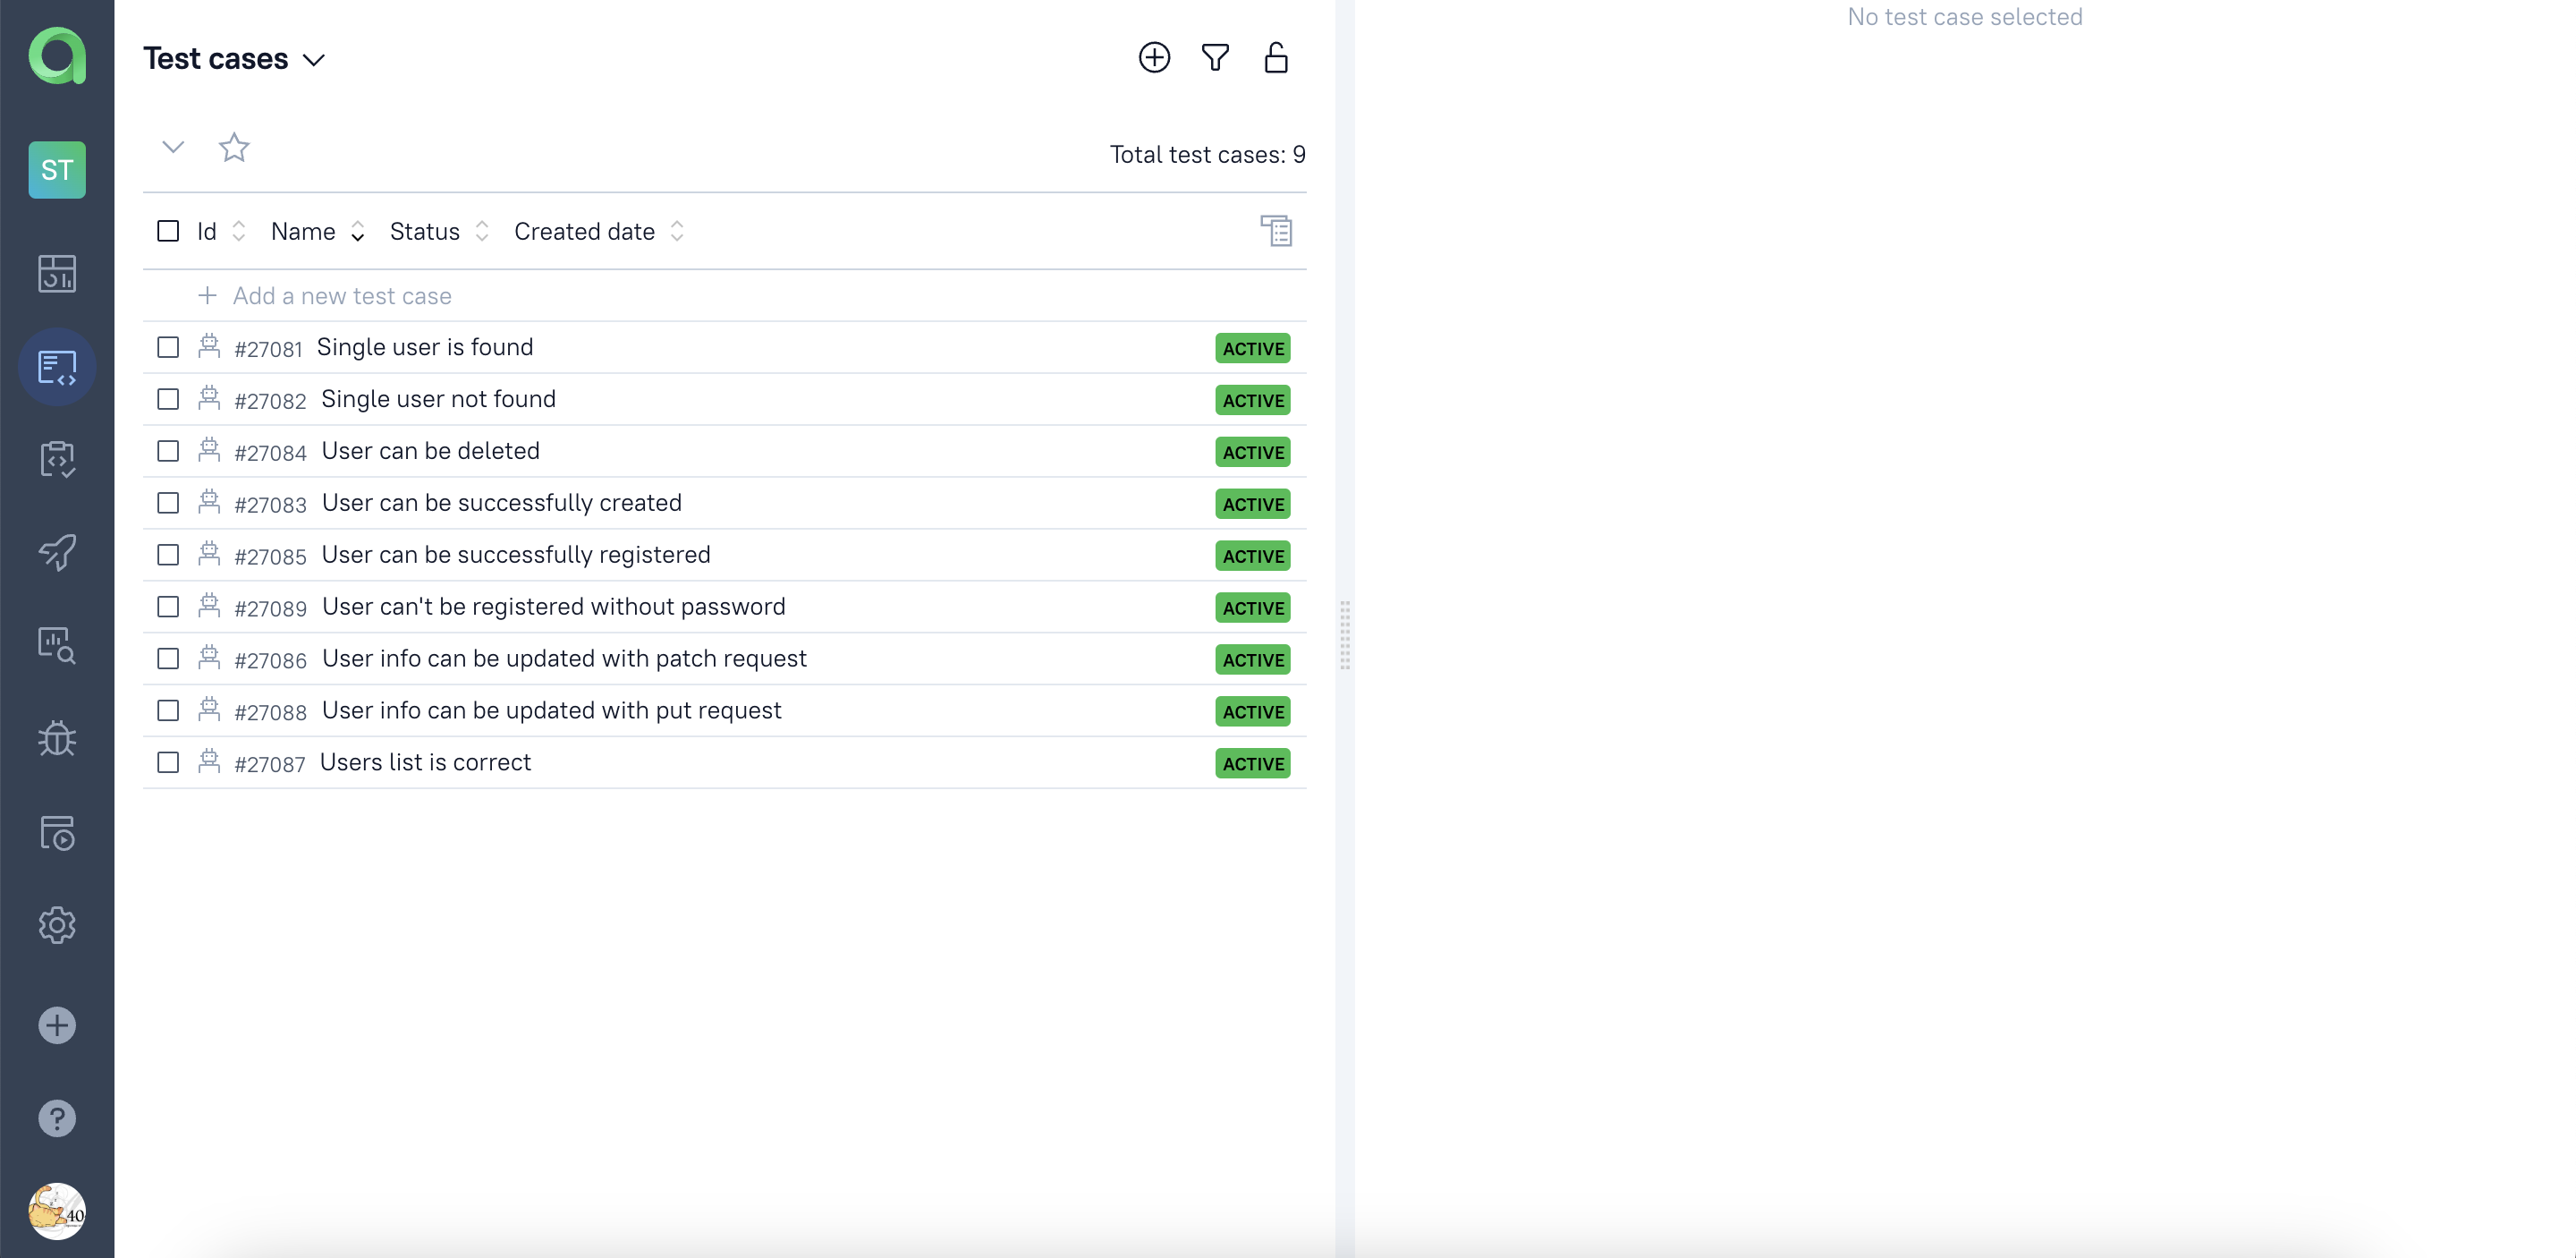 No test case selected
Test cases
ST
Total test cases: 9
Id Name Status Created date
+ Add a new test case
#27081 Single user is found ACTIVE
#27082 Single user not found ACTIVE
#27084 User can be deleted ACTIVE
#27083 User can be successfully created ACTIVE
#27085 User can be successfully registered ACTIVE
#27089 User can't be registered without password ACTIVE
#27086 User info can be updated with patch request ACTIVE
#27088 User info can be updated with put request ACTIVE
#27087 Users list is correct ACTIVE
?
40